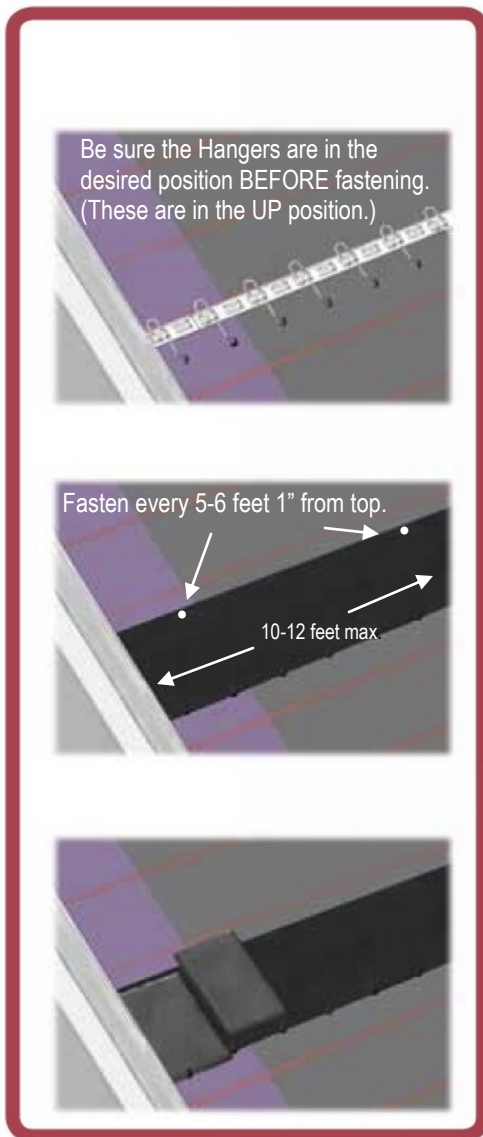 Be sure the Hangers are in the
desired position BEFORE fastening.
(These are in the UP position.)
Fasten every 5-6 feet 1” from top.
10-12 feet max.